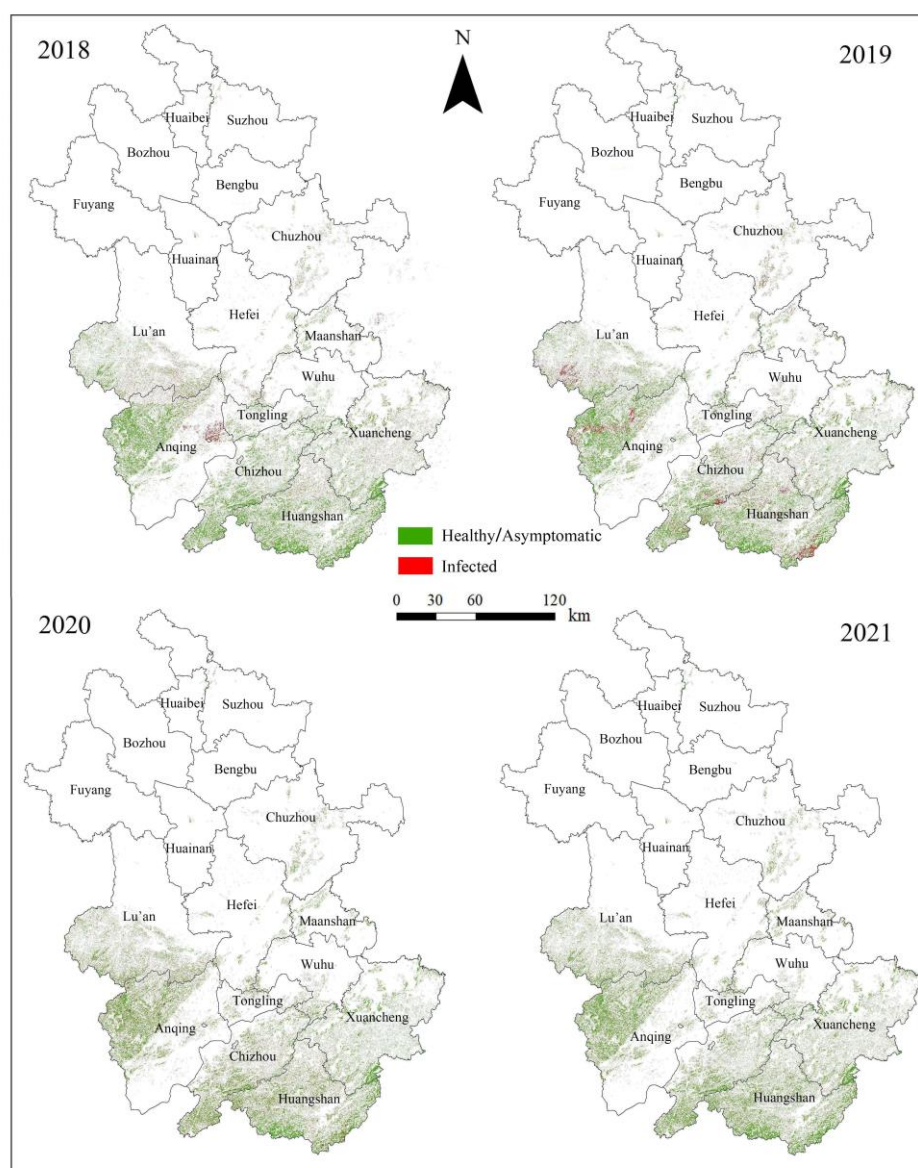 2018
N
2019
Huaibei
Suzhou
Bozhou
Bengbu
Fuyang
Chuzhou
Huainan
Hefei
Lu'an
Maanshan
Wuhu
Tongling
Anqing
Xuancheng
Chizhou
Huangshan
Huaibei
Suzhou
Bozhou
Bengbu
Fuyang
Chuzhou
Huainan
Hefei
Lu'an
Maanshan
Wuhu
Tongling
Anqing
Xuancheng
Chizhou
Huangshan
Healthy/Asymptomatic
Infected
0 30 60 120
km
2020
2021
Huaibei
Suzhou
Bozhou
Bengbu
Fuyang
Chuzhou
Huainan
Hefei
Lu'an
Maanshan
Wuhu
Tongling
Anqing
Xuancheng
Chizhou
Huangshan
Huaibei
Suzhou
Bozhou
Bengbu
Fuyang
Chuzhou
Huainan
Hefei
Lu'an
Maanshan
Wuhu
Tongling
Anqing
Xuancheng
Chizhou
Huangshan